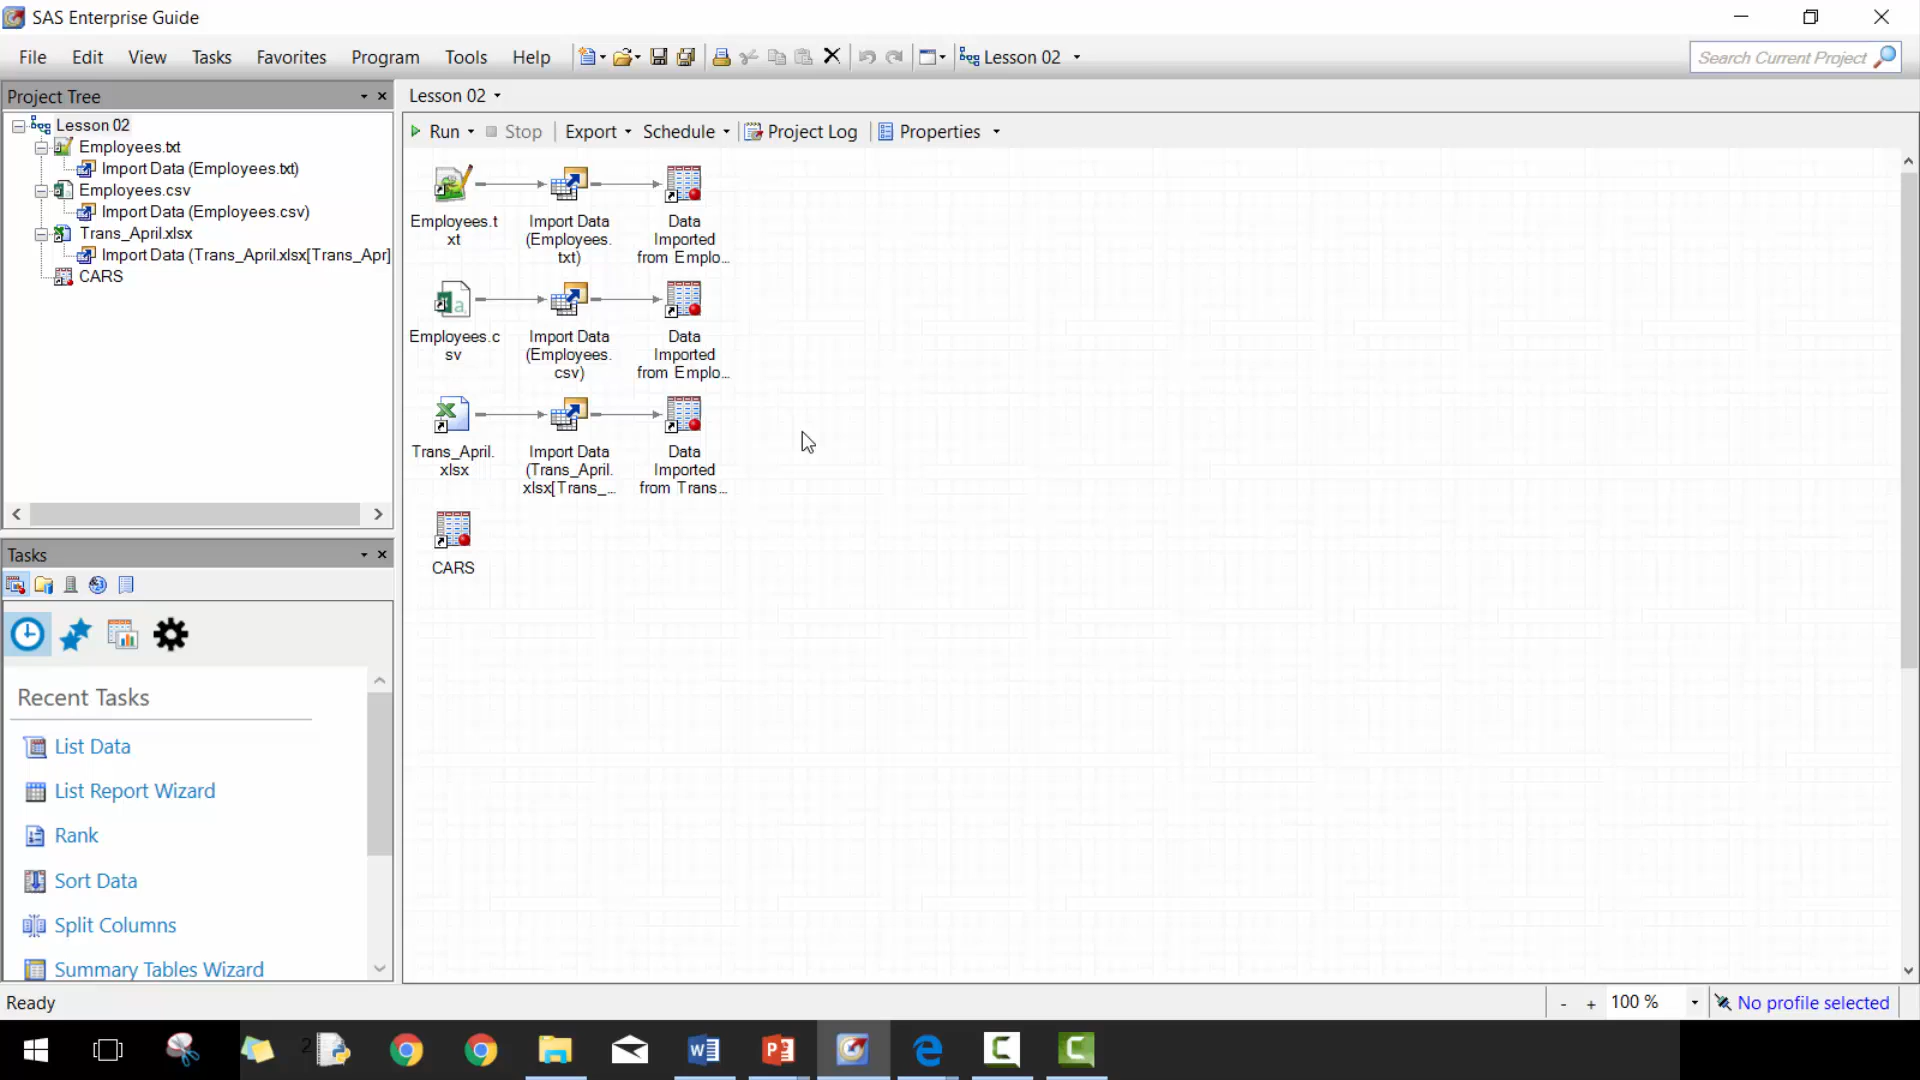 SAS Enterprise Guide
File Edit View Tasks Favorites Program Tools Help Lesson 02 Search Current Project
Project Tree
Lesson 02
Employees.txt
Import Data (Employees.txt)
Employees.csv
Import Data (Employees.csv)
Trans_April.xlsx
Import Data (Trans_April.xlsx[Trans_Apr]
CARS
Lesson 02
Run Stop Export Schedule Project Log Properties
Employees.t
xt
Import Data
(Employees.
txt)
Data
Imported
from Emplo...
Employees.c
sv
Import Data
(Employees.
csv)
Data
Imported
from Emplo...
Trans_April.
xlsx
Import Data
(Trans_April.
xlsx[Trans_...
Data
Imported
from Trans...
CARS
Tasks
Recent Tasks
List Data
List Report Wizard
Rank
Sort Data
Split Columns
Summary Tables Wizard
Ready
- + 100 % No profile selected